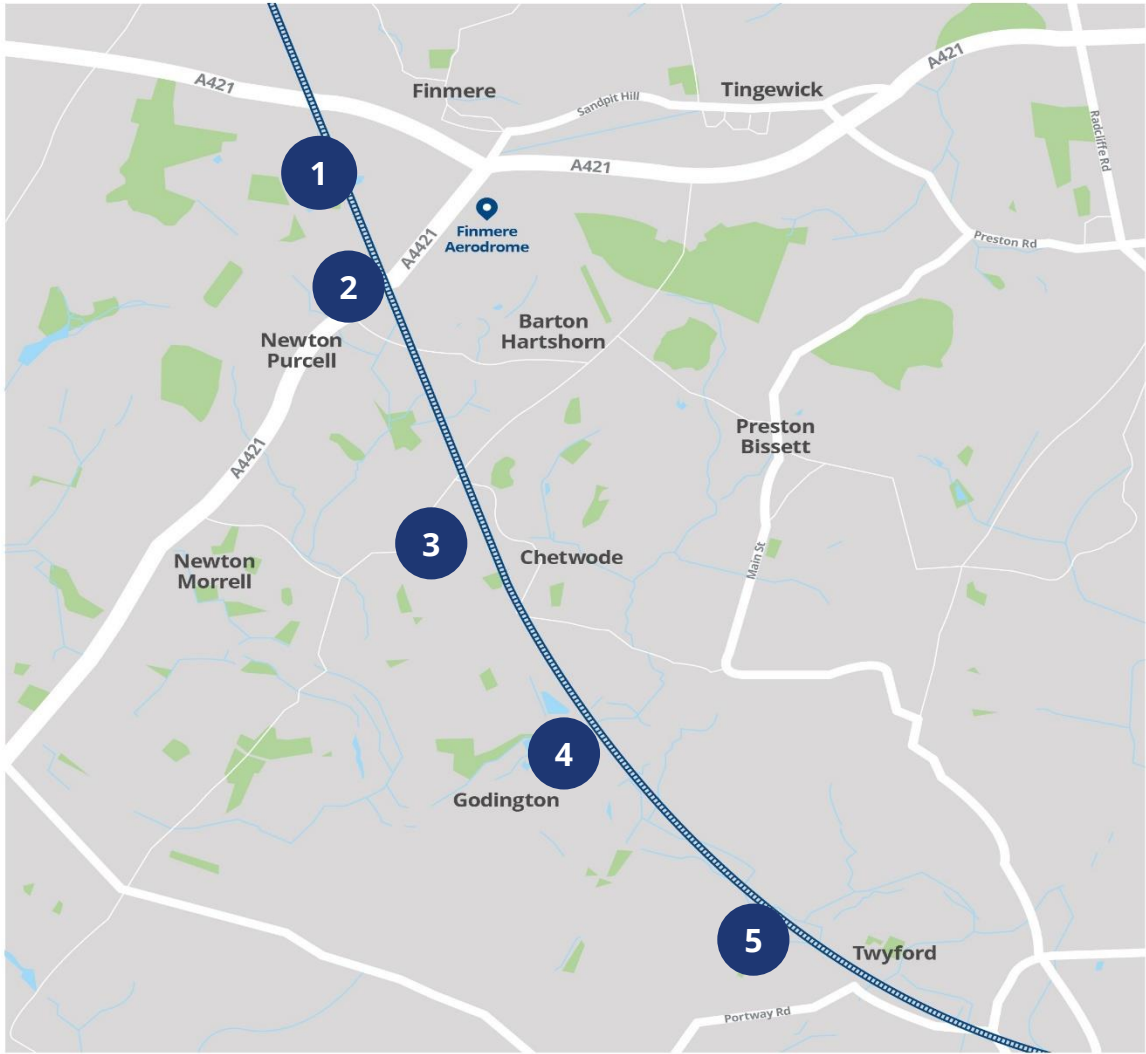 A421
Finmere
Sandpit Hill
Tingewick
A421
Radcliffe Rd
1
A421
Finmere
Aerodrome
A4421
Preston Rd
2
Newton
Purcell
Barton
Hartshorn
Preston
Bissett
A4421
3
Chetwode
Newton
Morrell
Main St
4
Godington
5
Twyford
Portway Rd